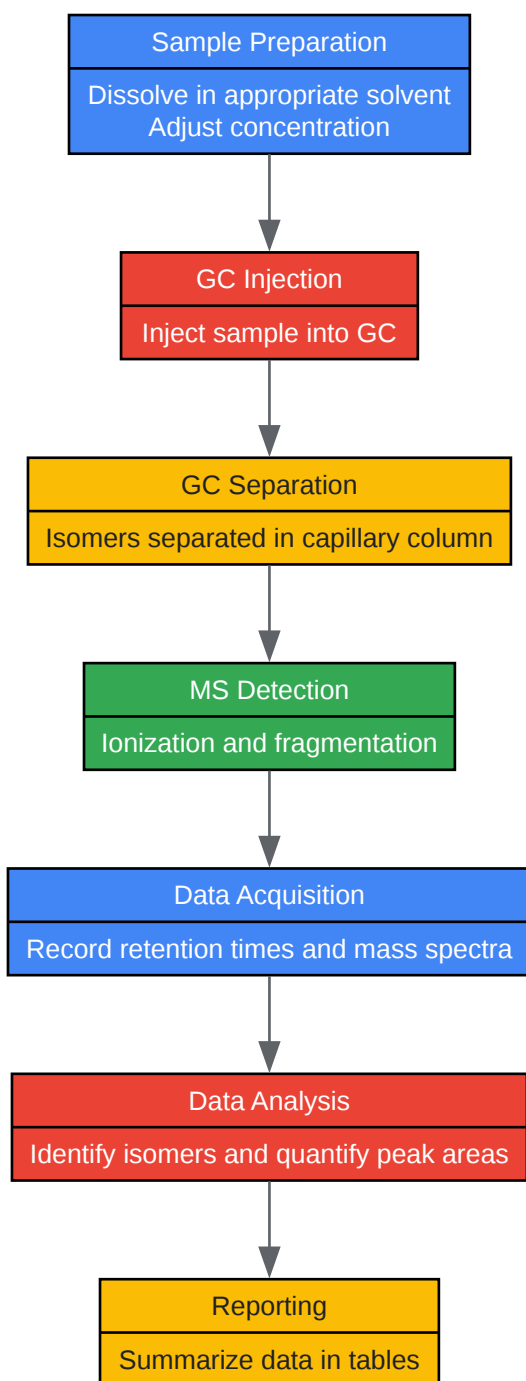 Sample Preparation
Dissolve in appropriate solvent
Adjust concentration
GC Injection
Inject sample into GC
GC Separation
Isomers separated in capillary column
MS Detection
Ionization and fragmentation
Data Acquisition
Record retention times and mass spectra
Data Analysis
Identify isomers and quantify peak areas
Reporting
Summarize data in tables